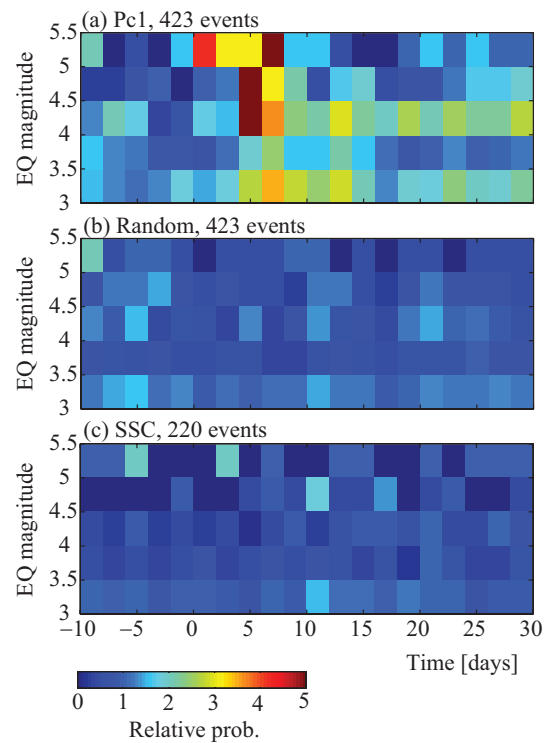 (a) Pc1, 423 events
5.5
5
4.5
4
3.5
3
EQ magnitude
(b) Random, 423 events
5.5
5
4.5
4
3.5
3
EQ magnitude
(c) SSC, 220 events
5.5
5
4.5
4
3.5
3
EQ magnitude
−10 −5 0 5 10 15 20 25 30
Time [days]
0 1 2 3 4 5
Relative prob.